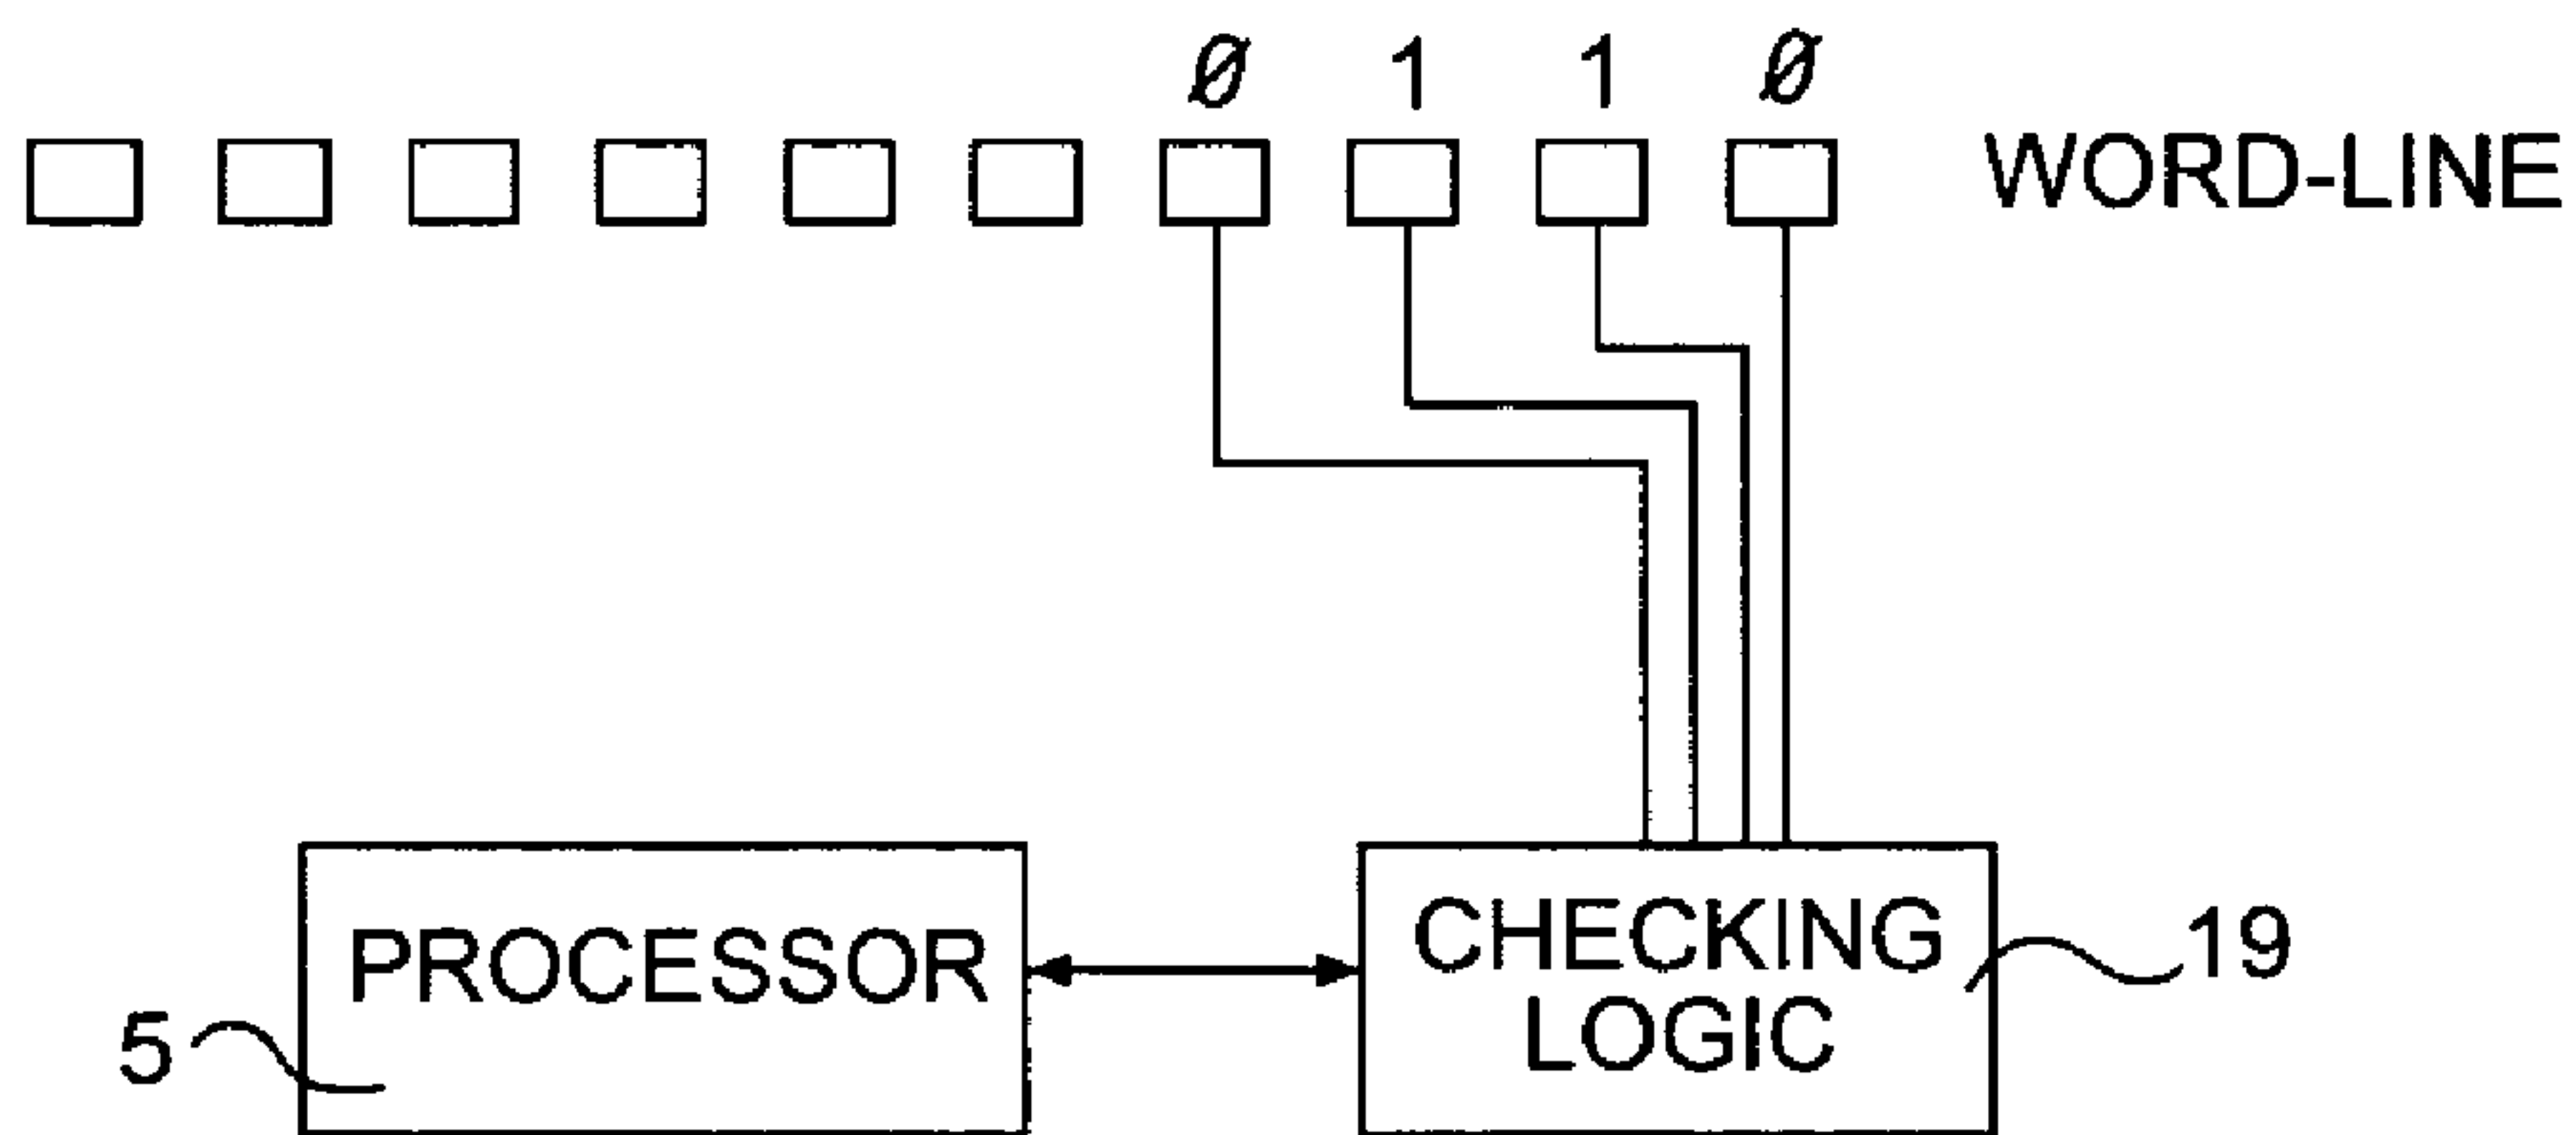 Ø 1 1 Ø
WORD-LINE
PROCESSOR
5
CHECKING
LOGIC
19